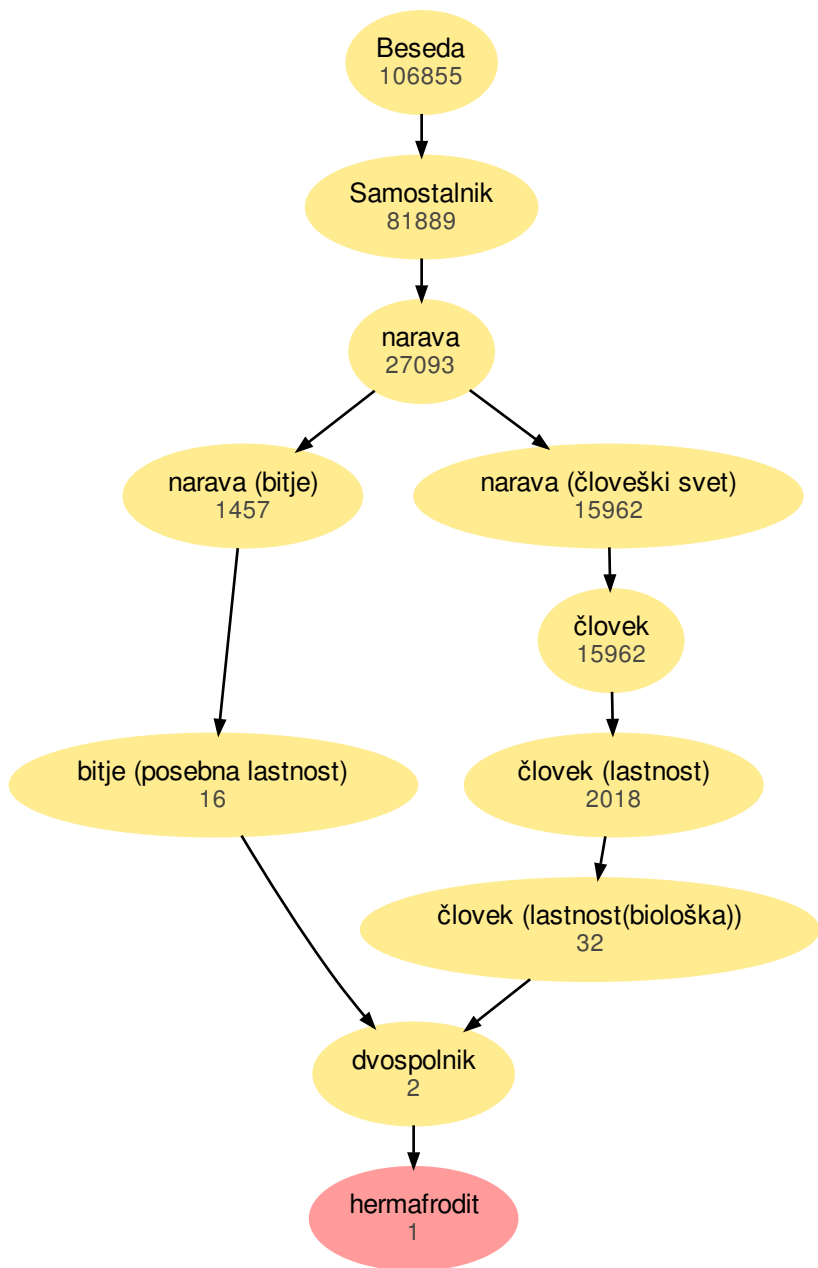 Beseda
106855
Samostalnik
81889
narava
27093
narava (bitje)
1457
narava (človeški svet)
15962
človek
15962
bitje (posebna lastnost)
16
človek (lastnost)
2018
človek (lastnost(biološka))
32
dvospolnik
2
hermafrodit
1